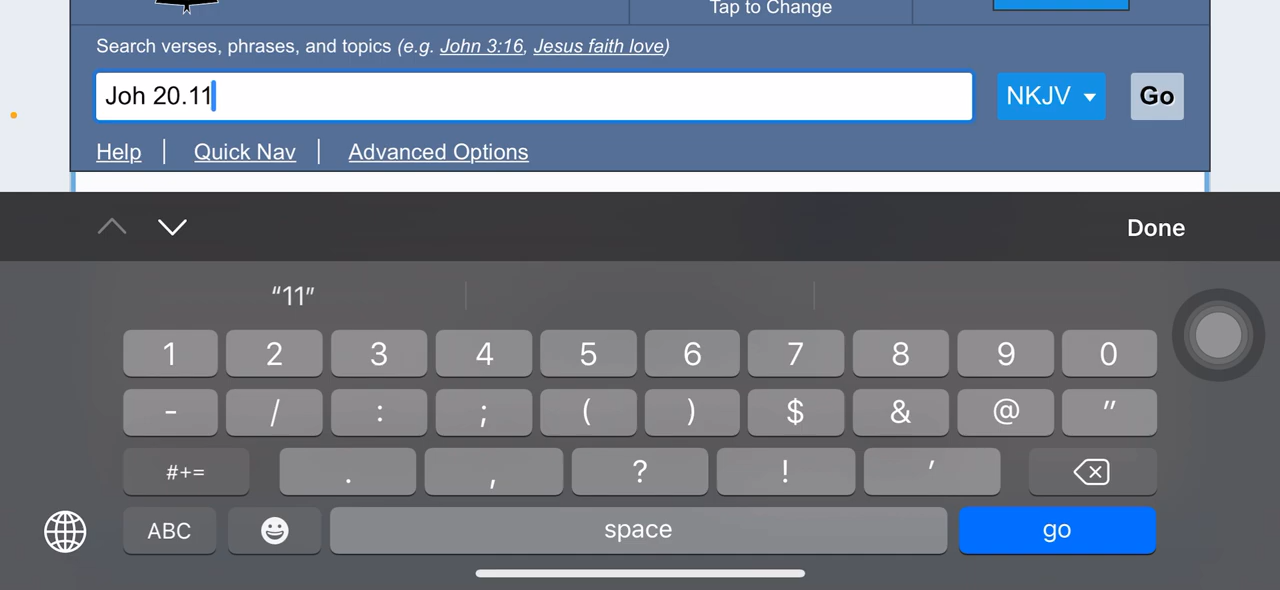 Tap to Change
Search verses, phrases, and topics (e.g. John 3:16, Jesus faith love)
Joh 20.11 NKJV Go
Help Quick Nav Advanced Options
Done
“11”
1 2 3 4 5 6 7 8 9 0
- / : ; ( ) $ & @ "
#+= . , ? ! '
ABC space go